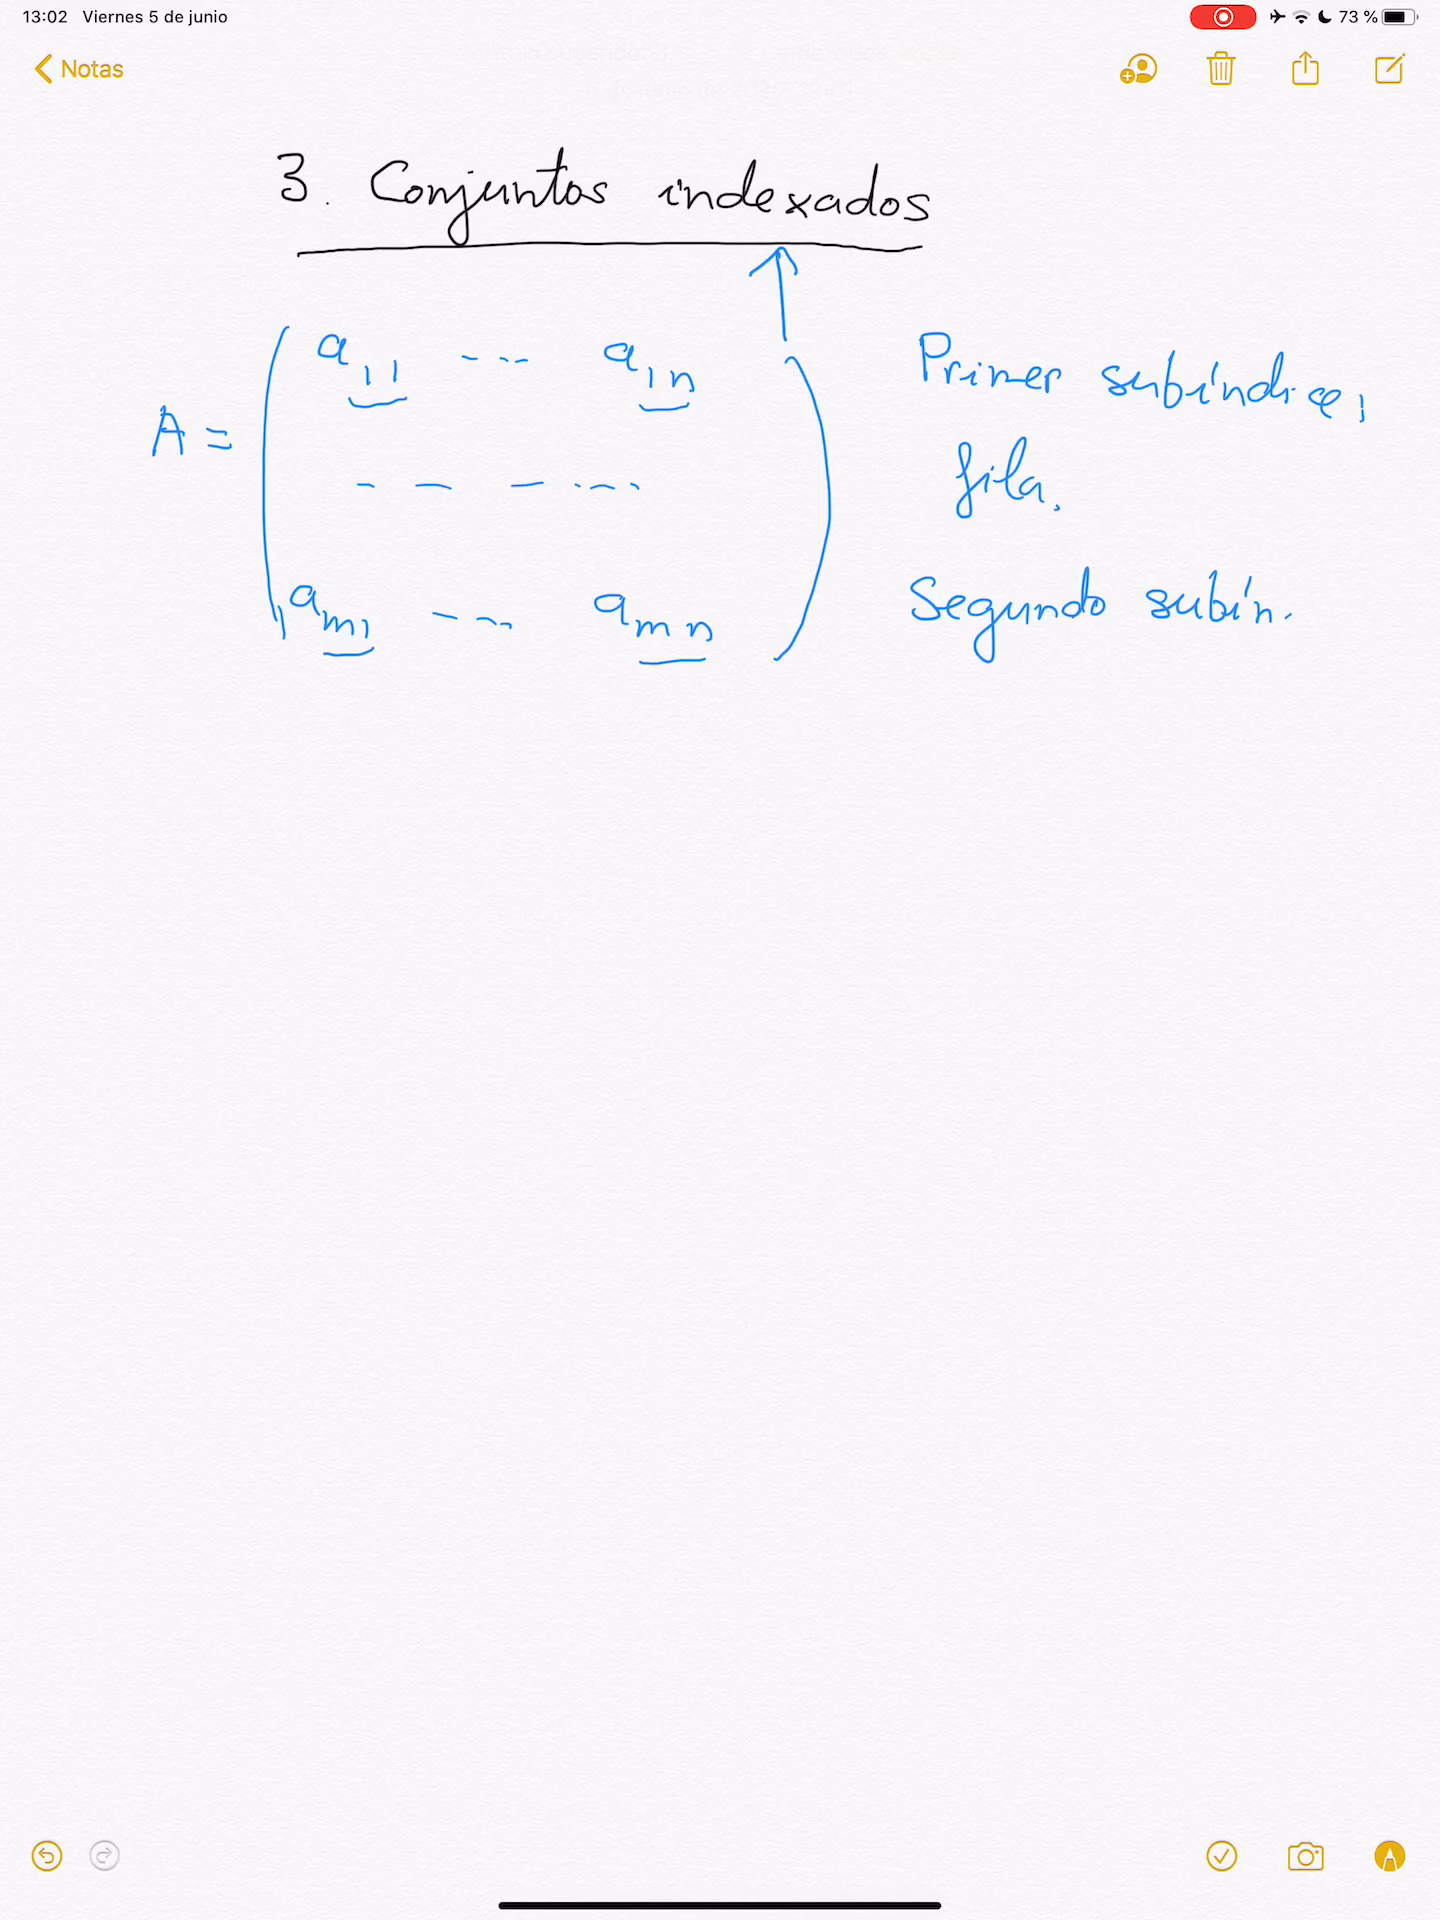 13:02 Viernes 5 de junio 73 %
Notas
3. Conjuntos indexados
a₁₁ --- a₁ₙ
A =
- - - ----
aₘ₁ --- aₘₙ
Primer subíndice,
fila.
Segundo subín.